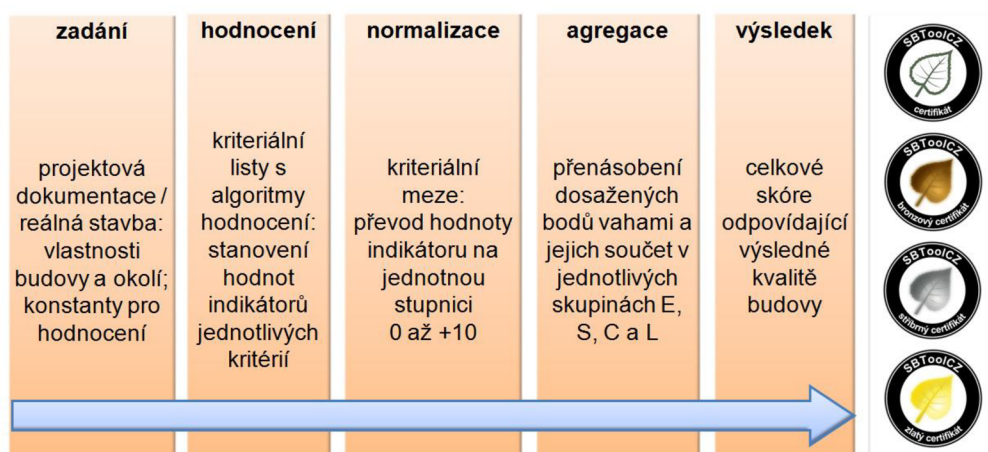 zadání
projektová
dokumentace /
reálná stavba:
vlastnosti
budovy a okolí;
konstanty pro
hodnocení
hodnocení
kriteriální
listy s
algoritmy
hodnocení:
stanovení
hodnot
indikátorů
jednotlivých
kritérií
normalizace
kriteriální
meze:
převod hodnoty
indikátoru na
jednotnou
stupnici
0 až +10
agregace
přenásobení
dosažených
bodů vahami a
jejich součet v
jednotlivých
skupinách E,
S, C a L
výsledek
celkové
skóre
odpovídající
výsledné
kvalitě
budovy
SBToolCZ
certifikát
SBToolCZ
bronzový certifikát
SBToolCZ
stříbrný certifikát
SBToolCZ
zlatý certifikát